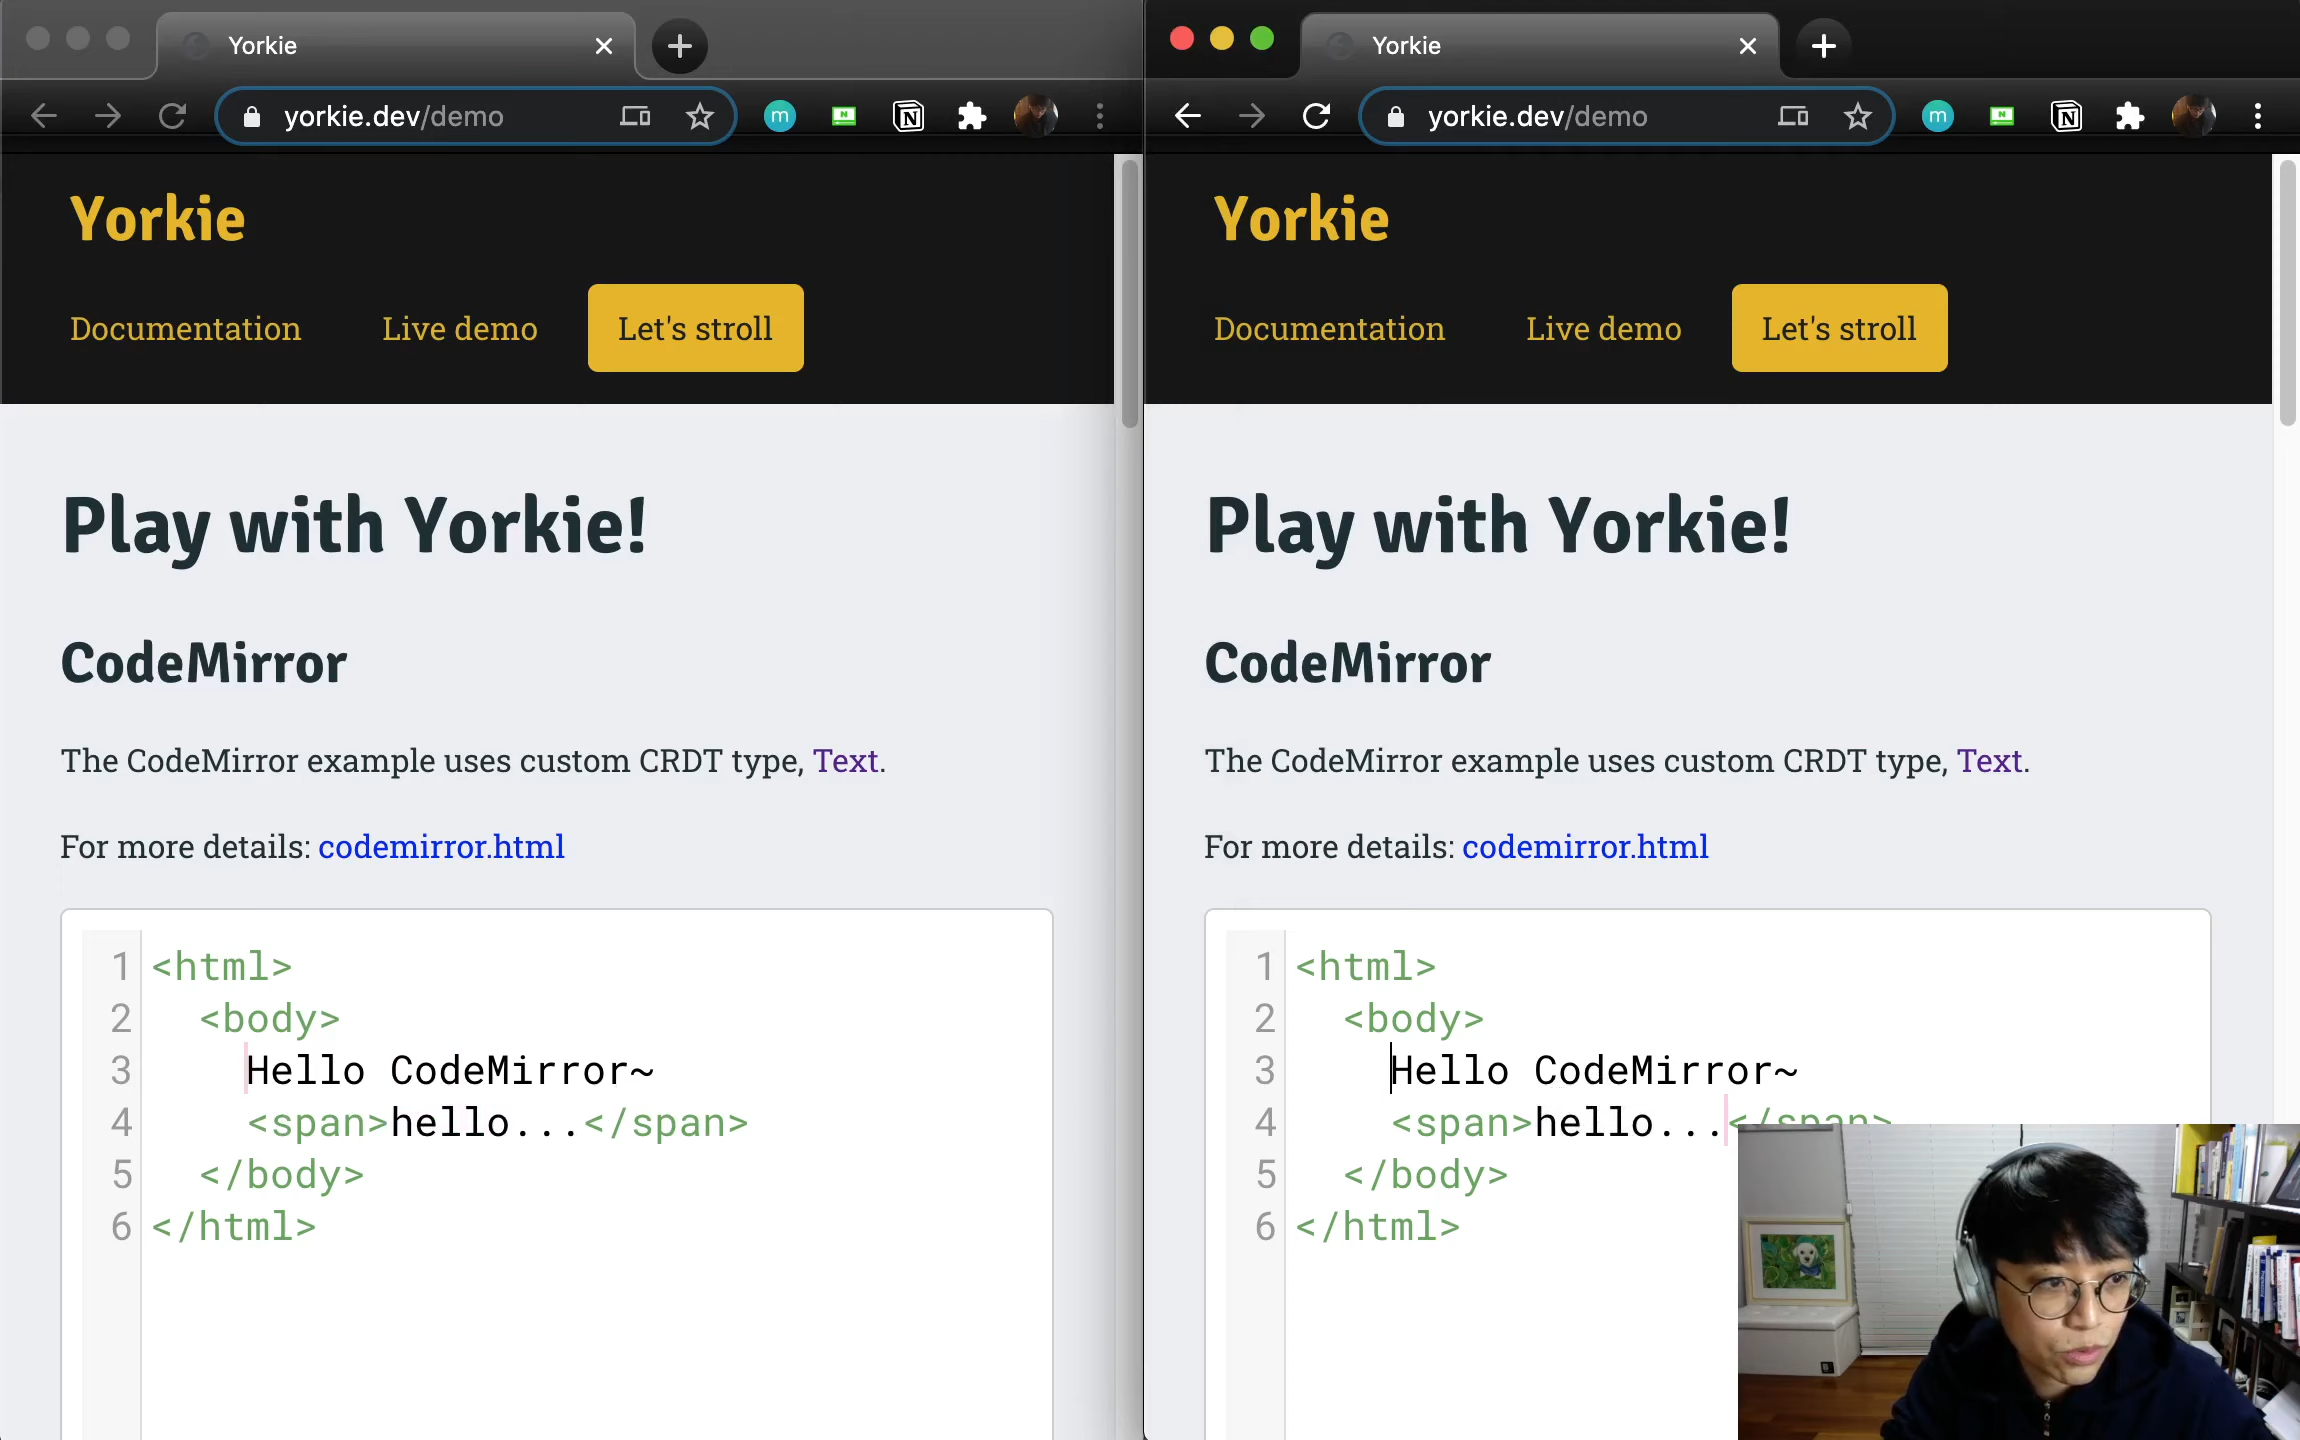 Yorkie
yorkie.dev/demo
Yorkie
Documentation Live demo Let's stroll
Play with Yorkie!
CodeMirror
The CodeMirror example uses custom CRDT type, Text.
For more details: codemirror.html
1 <html>
2 <body>
3 Hello CodeMirror~
4 <span>hello...</span>
5 </body>
6 </html>
Yorkie
yorkie.dev/demo
Yorkie
Documentation Live demo Let's stroll
Play with Yorkie!
CodeMirror
The CodeMirror example uses custom CRDT type, Text.
For more details: codemirror.html
1 <html>
2 <body>
3 Hello CodeMirror~
4 <span>hello...</span>
5 </body>
6 </html>